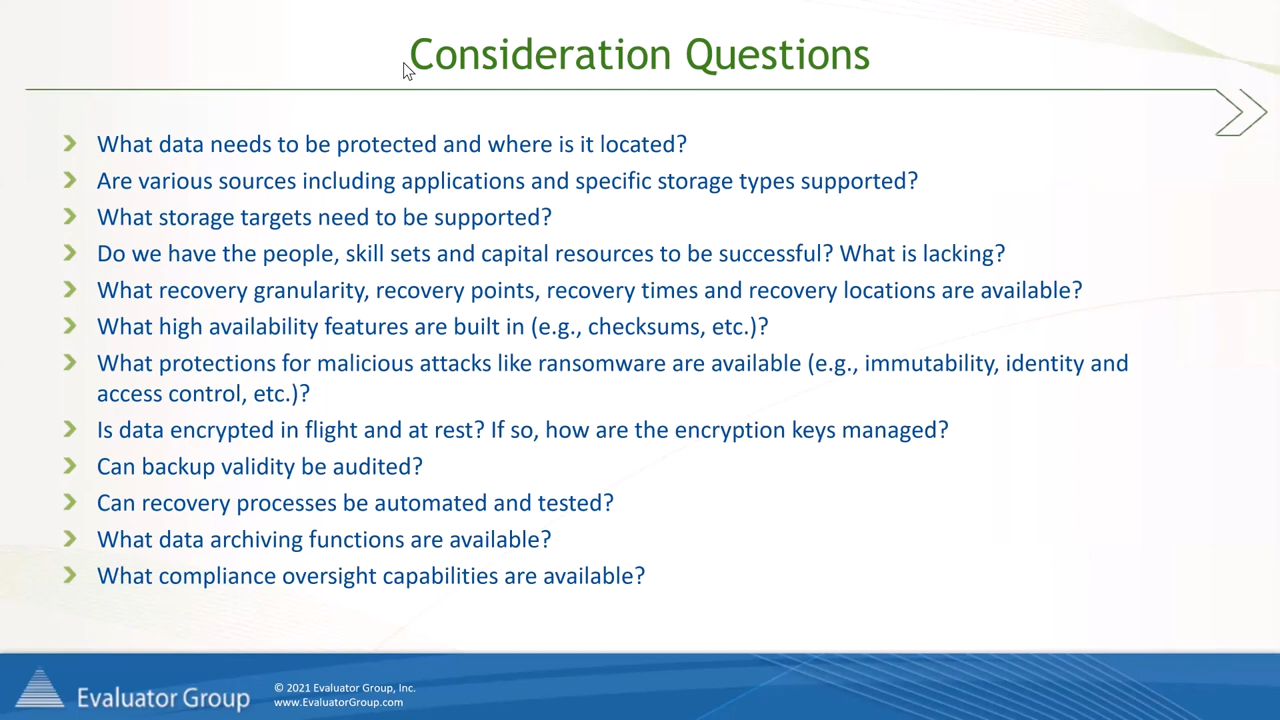 Consideration Questions
What data needs to be protected and where is it located?
Are various sources including applications and specific storage types supported?
What storage targets need to be supported?
Do we have the people, skill sets and capital resources to be successful? What is lacking?
What recovery granularity, recovery points, recovery times and recovery locations are available?
What high availability features are built in (e.g., checksums, etc.)?
What protections for malicious attacks like ransomware are available (e.g., immutability, identity and
access control, etc.)?
Is data encrypted in flight and at rest? If so, how are the encryption keys managed?
Can backup validity be audited?
Can recovery processes be automated and tested?
What data archiving functions are available?
What compliance oversight capabilities are available?
Evaluator Group
© 2021 Evaluator Group, Inc.
www.EvaluatorGroup.com